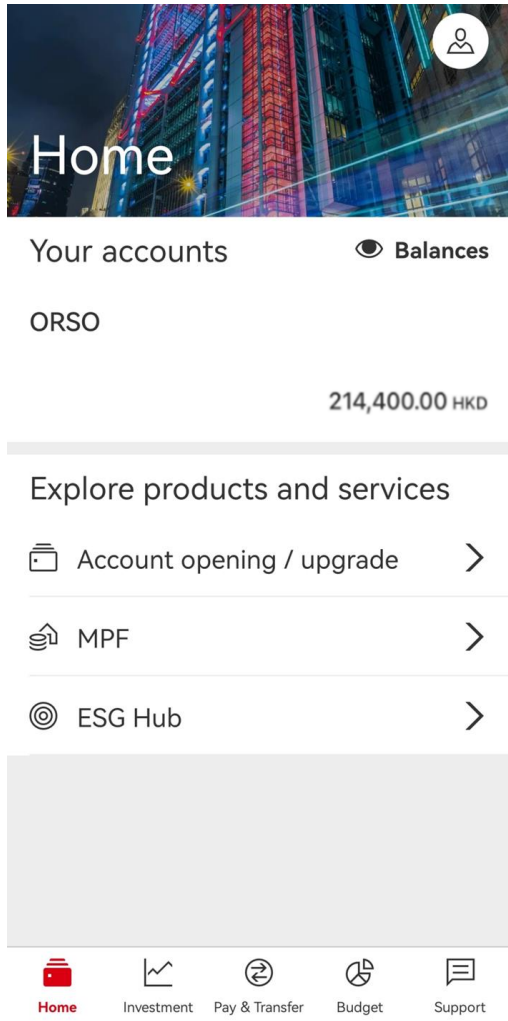 Home
Your accounts
Balances
ORSO
214,400.00 HKD
Explore products and services
Account opening / upgrade
MPF
ESG Hub
Home
Investment
Pay & Transfer
Budget
Support